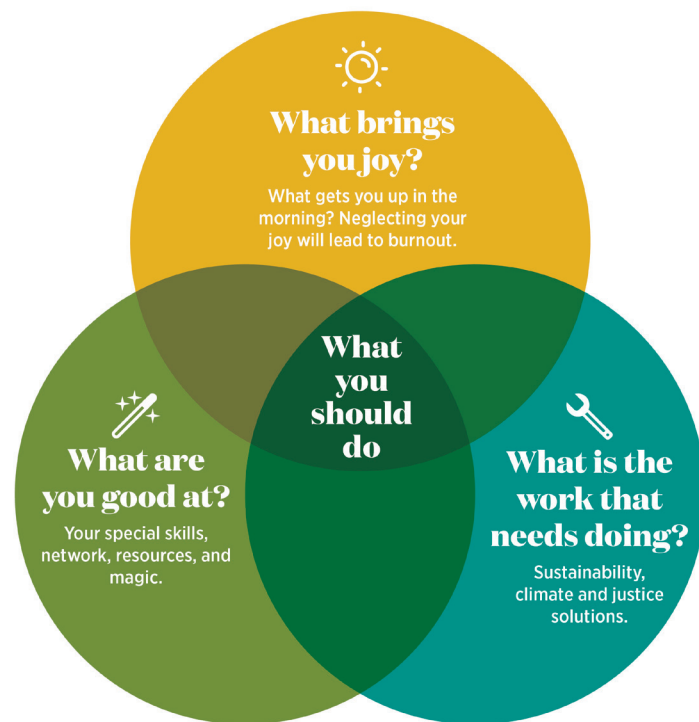 What brings
you joy?
What gets you up in the
morning? Neglecting your
joy will lead to burnout.
What
you
should
do
What are
you good at?
Your special skills,
network, resources, and
magic.
What is the
work that
needs doing?
Sustainability,
climate and justice
solutions.